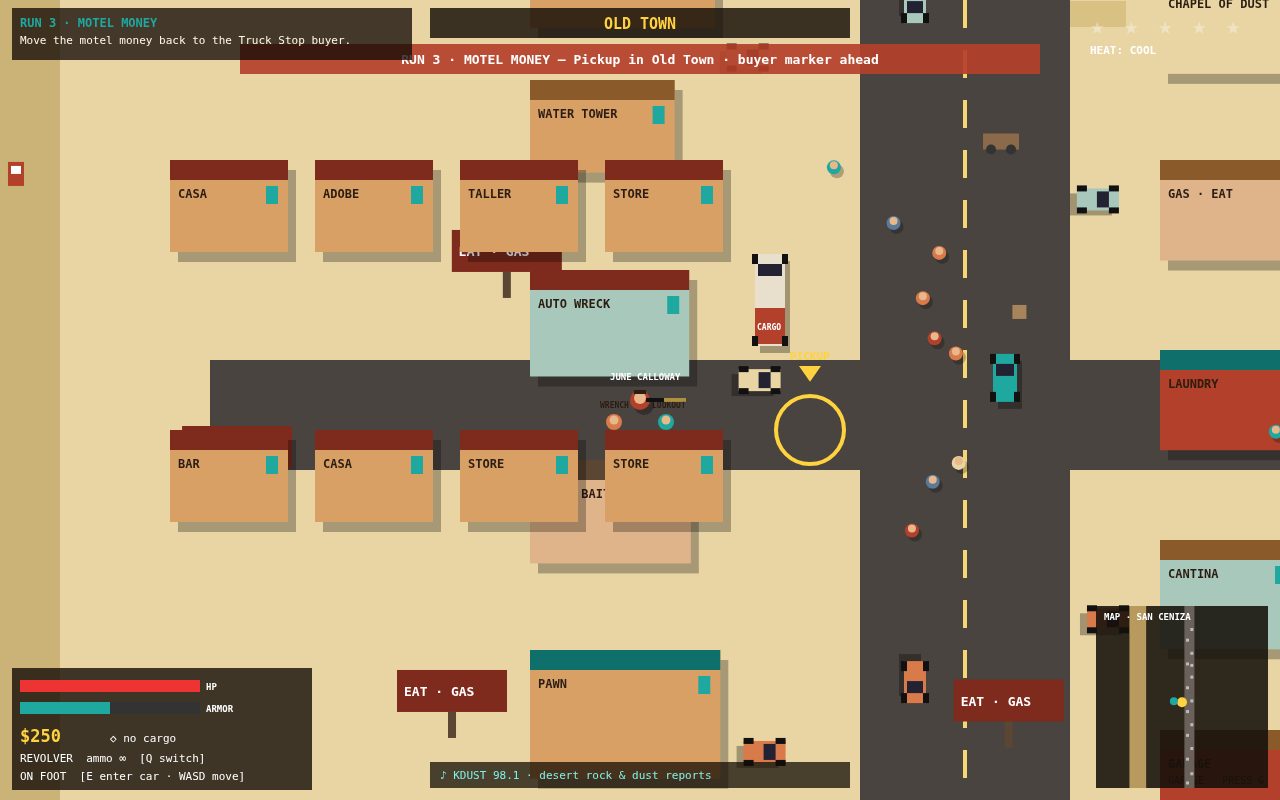 RUN 3 · MOTEL MONEY
Move the motel money back to the Truck Stop buyer.
OLD TOWN
CHAPEL OF DUST
HEAT: COOL
RUN 3 · MOTEL MONEY — Pickup in Old Town · buyer marker ahead
WATER TOWER
CASA
ADOBE
TALLER
STORE
GAS · EAT
EAT · GAS
AUTO WRECK
CARGO
PICKUP
JUNE CALLOWAY
LAUNDRY
WRENCH
LOOKOUT
BAR
CASA
STORE
STORE
BAIT
CANTINA
MAP · SAN CENIZA
PAWN
EAT · GAS
EAT · GAS
HP
ARMOR
$250
◇ no cargo
REVOLVER ammo ∞ [Q switch]
ON FOOT [E enter car · WASD move]
♪ KDUST 98.1 · desert rock & dust reports